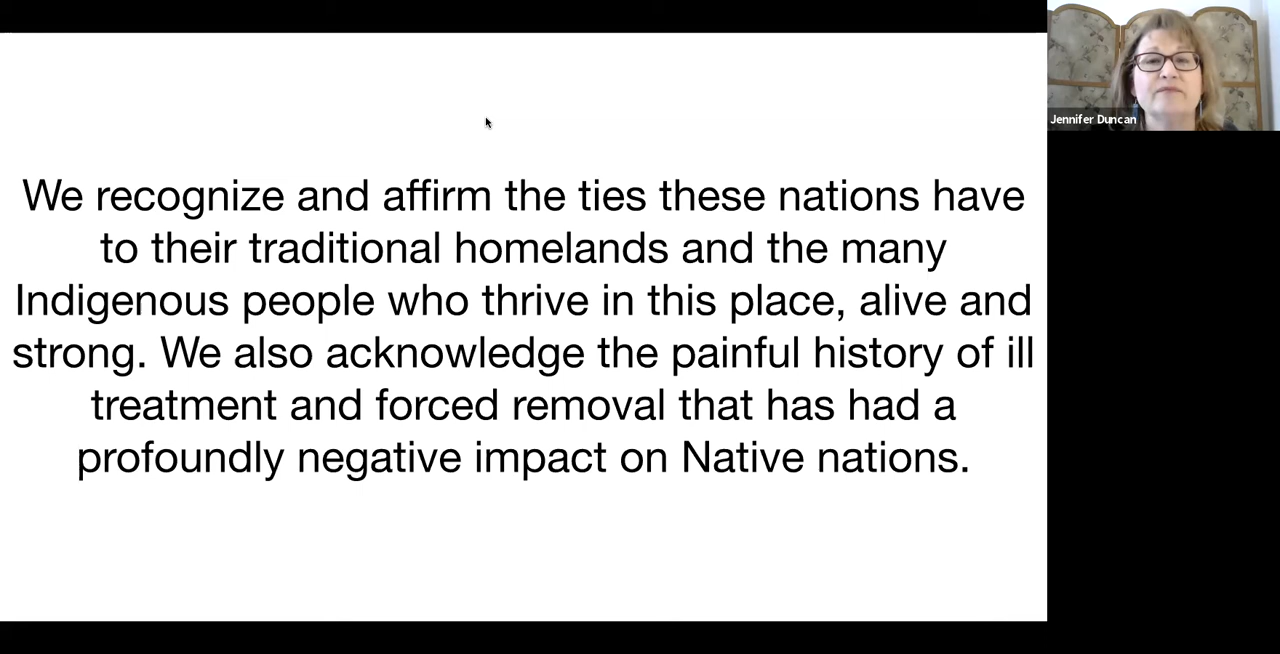 We recognize and affirm the ties these nations have
to their traditional homelands and the many
Indigenous people who thrive in this place, alive and
strong. We also acknowledge the painful history of ill
treatment and forced removal that has had a
profoundly negative impact on Native nations.
Jennifer Duncan